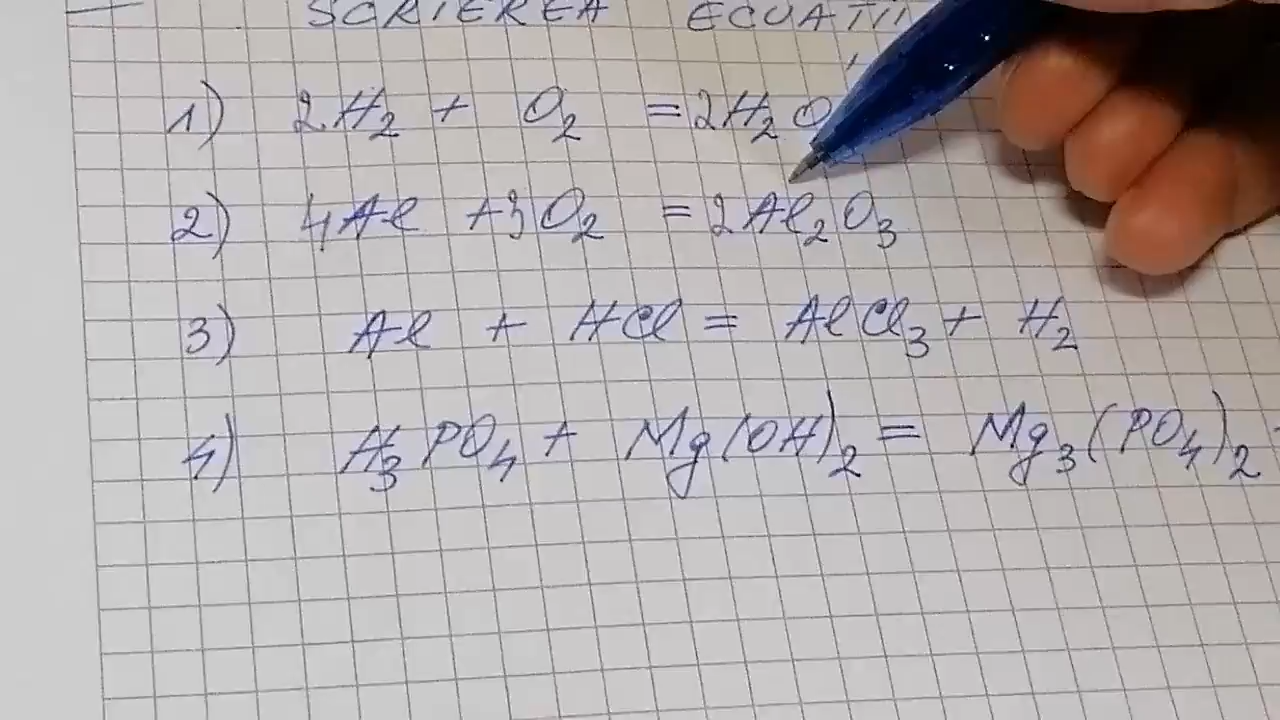 SCRIEREA ECUATII
1) 2H₂ + O₂ = 2H₂O
2) 4Al + 3O₂ = 2Al₂O₃
3) Al + HCl = AlCl₃ + H₂
4) H₃PO₄ + Mg(OH)₂ = Mg₃(PO₄)₂